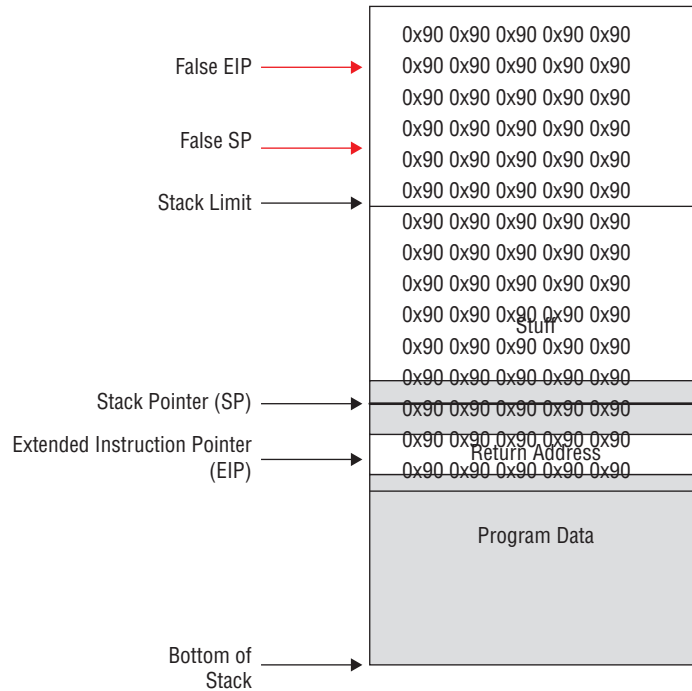 0x90 0x90 0x90 0x90 0x90
False EIP
0x90 0x90 0x90 0x90 0x90
0x90 0x90 0x90 0x90 0x90
False SP
0x90 0x90 0x90 0x90 0x90
0x90 0x90 0x90 0x90 0x90
0x90 0x90 0x90 0x90 0x90
Stack Limit
0x90 0x90 0x90 0x90 0x90
0x90 0x90 0x90 0x90 0x90
0x90 0x90 0x90 0x90 0x90
0x90 0x90 0x90 0x90 0x90
Stuff
0x90 0x90 0x90 0x90 0x90
0x90 0x90 0x90 0x90 0x90
Stack Pointer (SP)
0x90 0x90 0x90 0x90 0x90
Extended Instruction Pointer
(EIP)
0x90 0x90 0x90 0x90 0x90
Return Address
0x90 0x90 0x90 0x90 0x90
Program Data
Bottom of
Stack